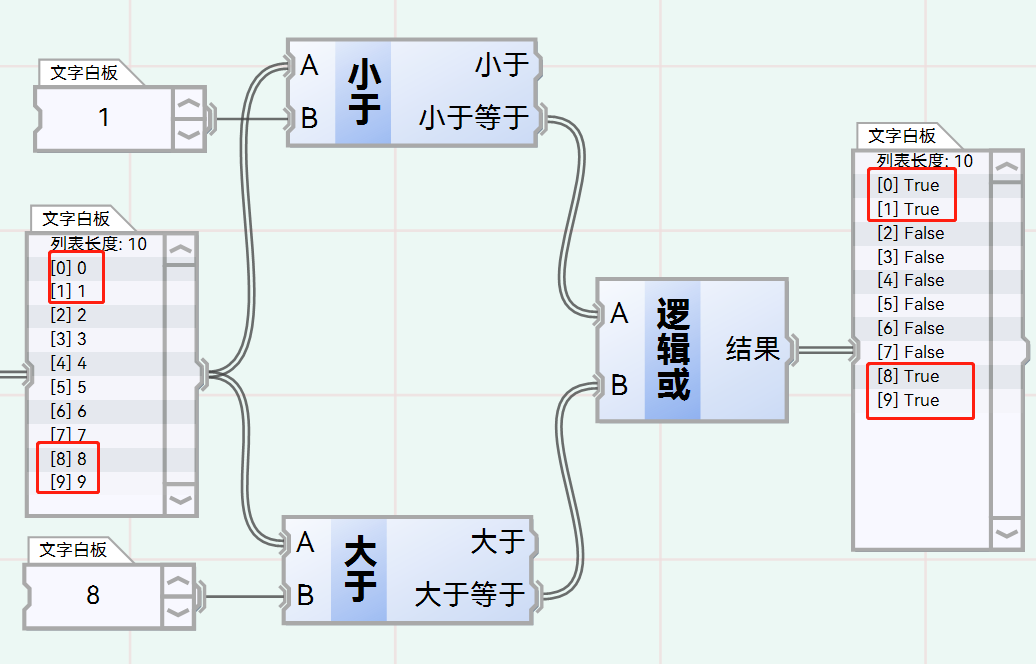 文字白板
1
文字白板
列表长度: 10
[0] 0
[1] 1
[2] 2
[3] 3
[4] 4
[5] 5
[6] 6
[7] 7
[8] 8
[9] 9
文字白板
8
A
B
小于
小于
小于等于
A
B
大于
大于
大于等于
A
B
逻辑或
结果
文字白板
列表长度: 10
[0] True
[1] True
[2] False
[3] False
[4] False
[5] False
[6] False
[7] False
[8] True
[9] True